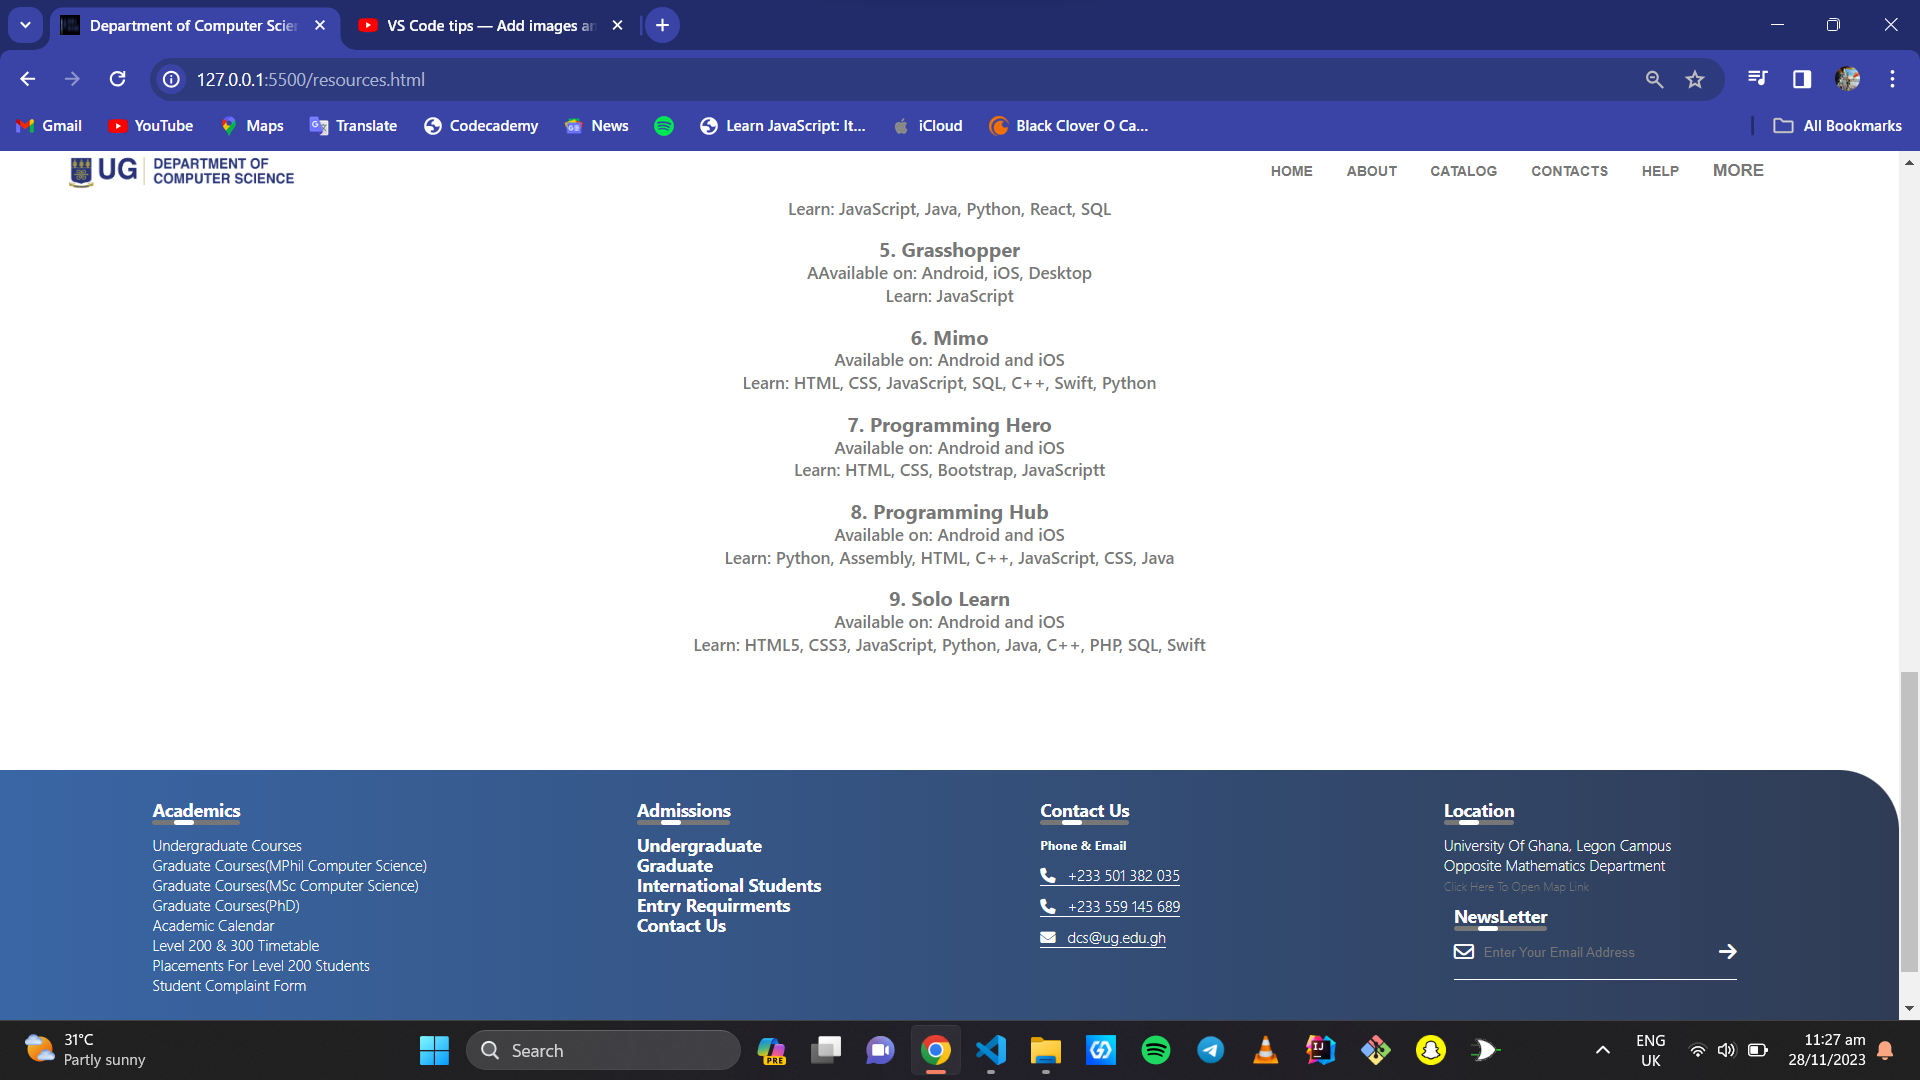 Department of Computer Scien
VS Code tips — Add images an
127.0.0.1:5500/resources.html
Gmail
YouTube
Maps
Translate
Codecademy
News
Learn JavaScript: It...
iCloud
Black Clover O Ca...
All Bookmarks
UG DEPARTMENT OF COMPUTER SCIENCE
HOME
ABOUT
CATALOG
CONTACTS
HELP
MORE
Learn: JavaScript, Java, Python, React, SQL
5. Grasshopper
AAvailable on: Android, iOS, Desktop
Learn: JavaScript
6. Mimo
Available on: Android and iOS
Learn: HTML, CSS, JavaScript, SQL, C++, Swift, Python
7. Programming Hero
Available on: Android and iOS
Learn: HTML, CSS, Bootstrap, JavaScriptt
8. Programming Hub
Available on: Android and iOS
Learn: Python, Assembly, HTML, C++, JavaScript, CSS, Java
9. Solo Learn
Available on: Android and iOS
Learn: HTML5, CSS3, JavaScript, Python, Java, C++, PHP, SQL, Swift
Academics
Undergraduate Courses
Graduate Courses(MPhil Computer Science)
Graduate Courses(MSc Computer Science)
Graduate Courses(PhD)
Academic Calendar
Level 200 & 300 Timetable
Placements For Level 200 Students
Student Complaint Form
Admissions
Undergraduate
Graduate
International Students
Entry Requirments
Contact Us
Contact Us
Phone & Email
+233 501 382 035
+233 559 145 689
dcs@ug.edu.gh
Location
University Of Ghana, Legon Campus
Opposite Mathematics Department
Click Here To Open Map Link
NewsLetter
Enter Your Email Address
31°C
Partly sunny
Search
PRE
ENG
UK
11:27 am
28/11/2023